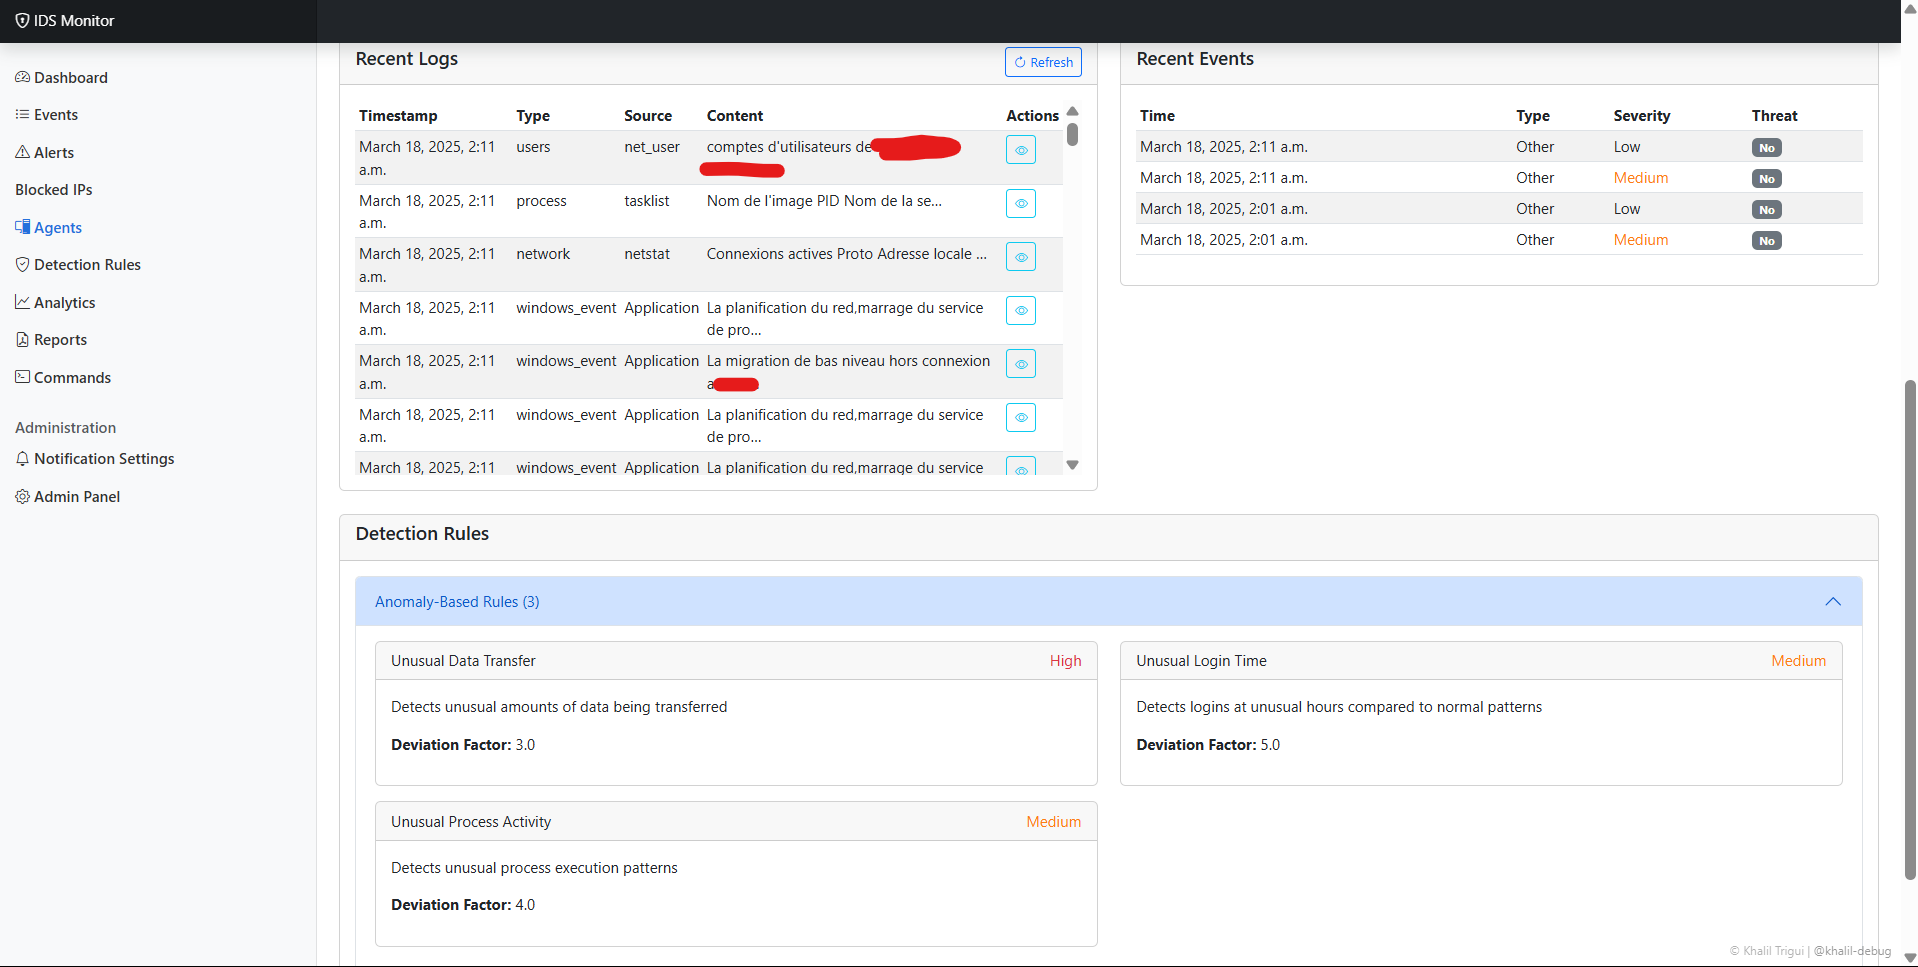 IDS Monitor
Dashboard
Events
Alerts
Blocked IPs
Agents
Detection Rules
Analytics
Reports
Commands
Administration
Notification Settings
Admin Panel
Recent Logs
Refresh
Timestamp Type Source Content Actions
March 18, 2025, 2:11 users net_user comptes d'utilisateurs de
a.m.
March 18, 2025, 2:11 process tasklist Nom de l'image PID Nom de la se...
a.m.
March 18, 2025, 2:11 network netstat Connexions actives Proto Adresse locale ...
a.m.
March 18, 2025, 2:11 windows_event Application La planification du red,marrage du service
a.m. de pro...
March 18, 2025, 2:11 windows_event Application La migration de bas niveau hors connexion
a.m. a
March 18, 2025, 2:11 windows_event Application La planification du red,marrage du service
a.m. de pro...
March 18, 2025, 2:11 windows_event Application La planification du red,marrage du service
Recent Events
Time Type Severity Threat
March 18, 2025, 2:11 a.m. Other Low No
March 18, 2025, 2:11 a.m. Other Medium No
March 18, 2025, 2:01 a.m. Other Low No
March 18, 2025, 2:01 a.m. Other Medium No
Detection Rules
Anomaly-Based Rules (3)
Unusual Data Transfer High
Detects unusual amounts of data being transferred
Deviation Factor: 3.0
Unusual Login Time Medium
Detects logins at unusual hours compared to normal patterns
Deviation Factor: 5.0
Unusual Process Activity Medium
Detects unusual process execution patterns
Deviation Factor: 4.0
© Khalil Trigui | @khalil-debug